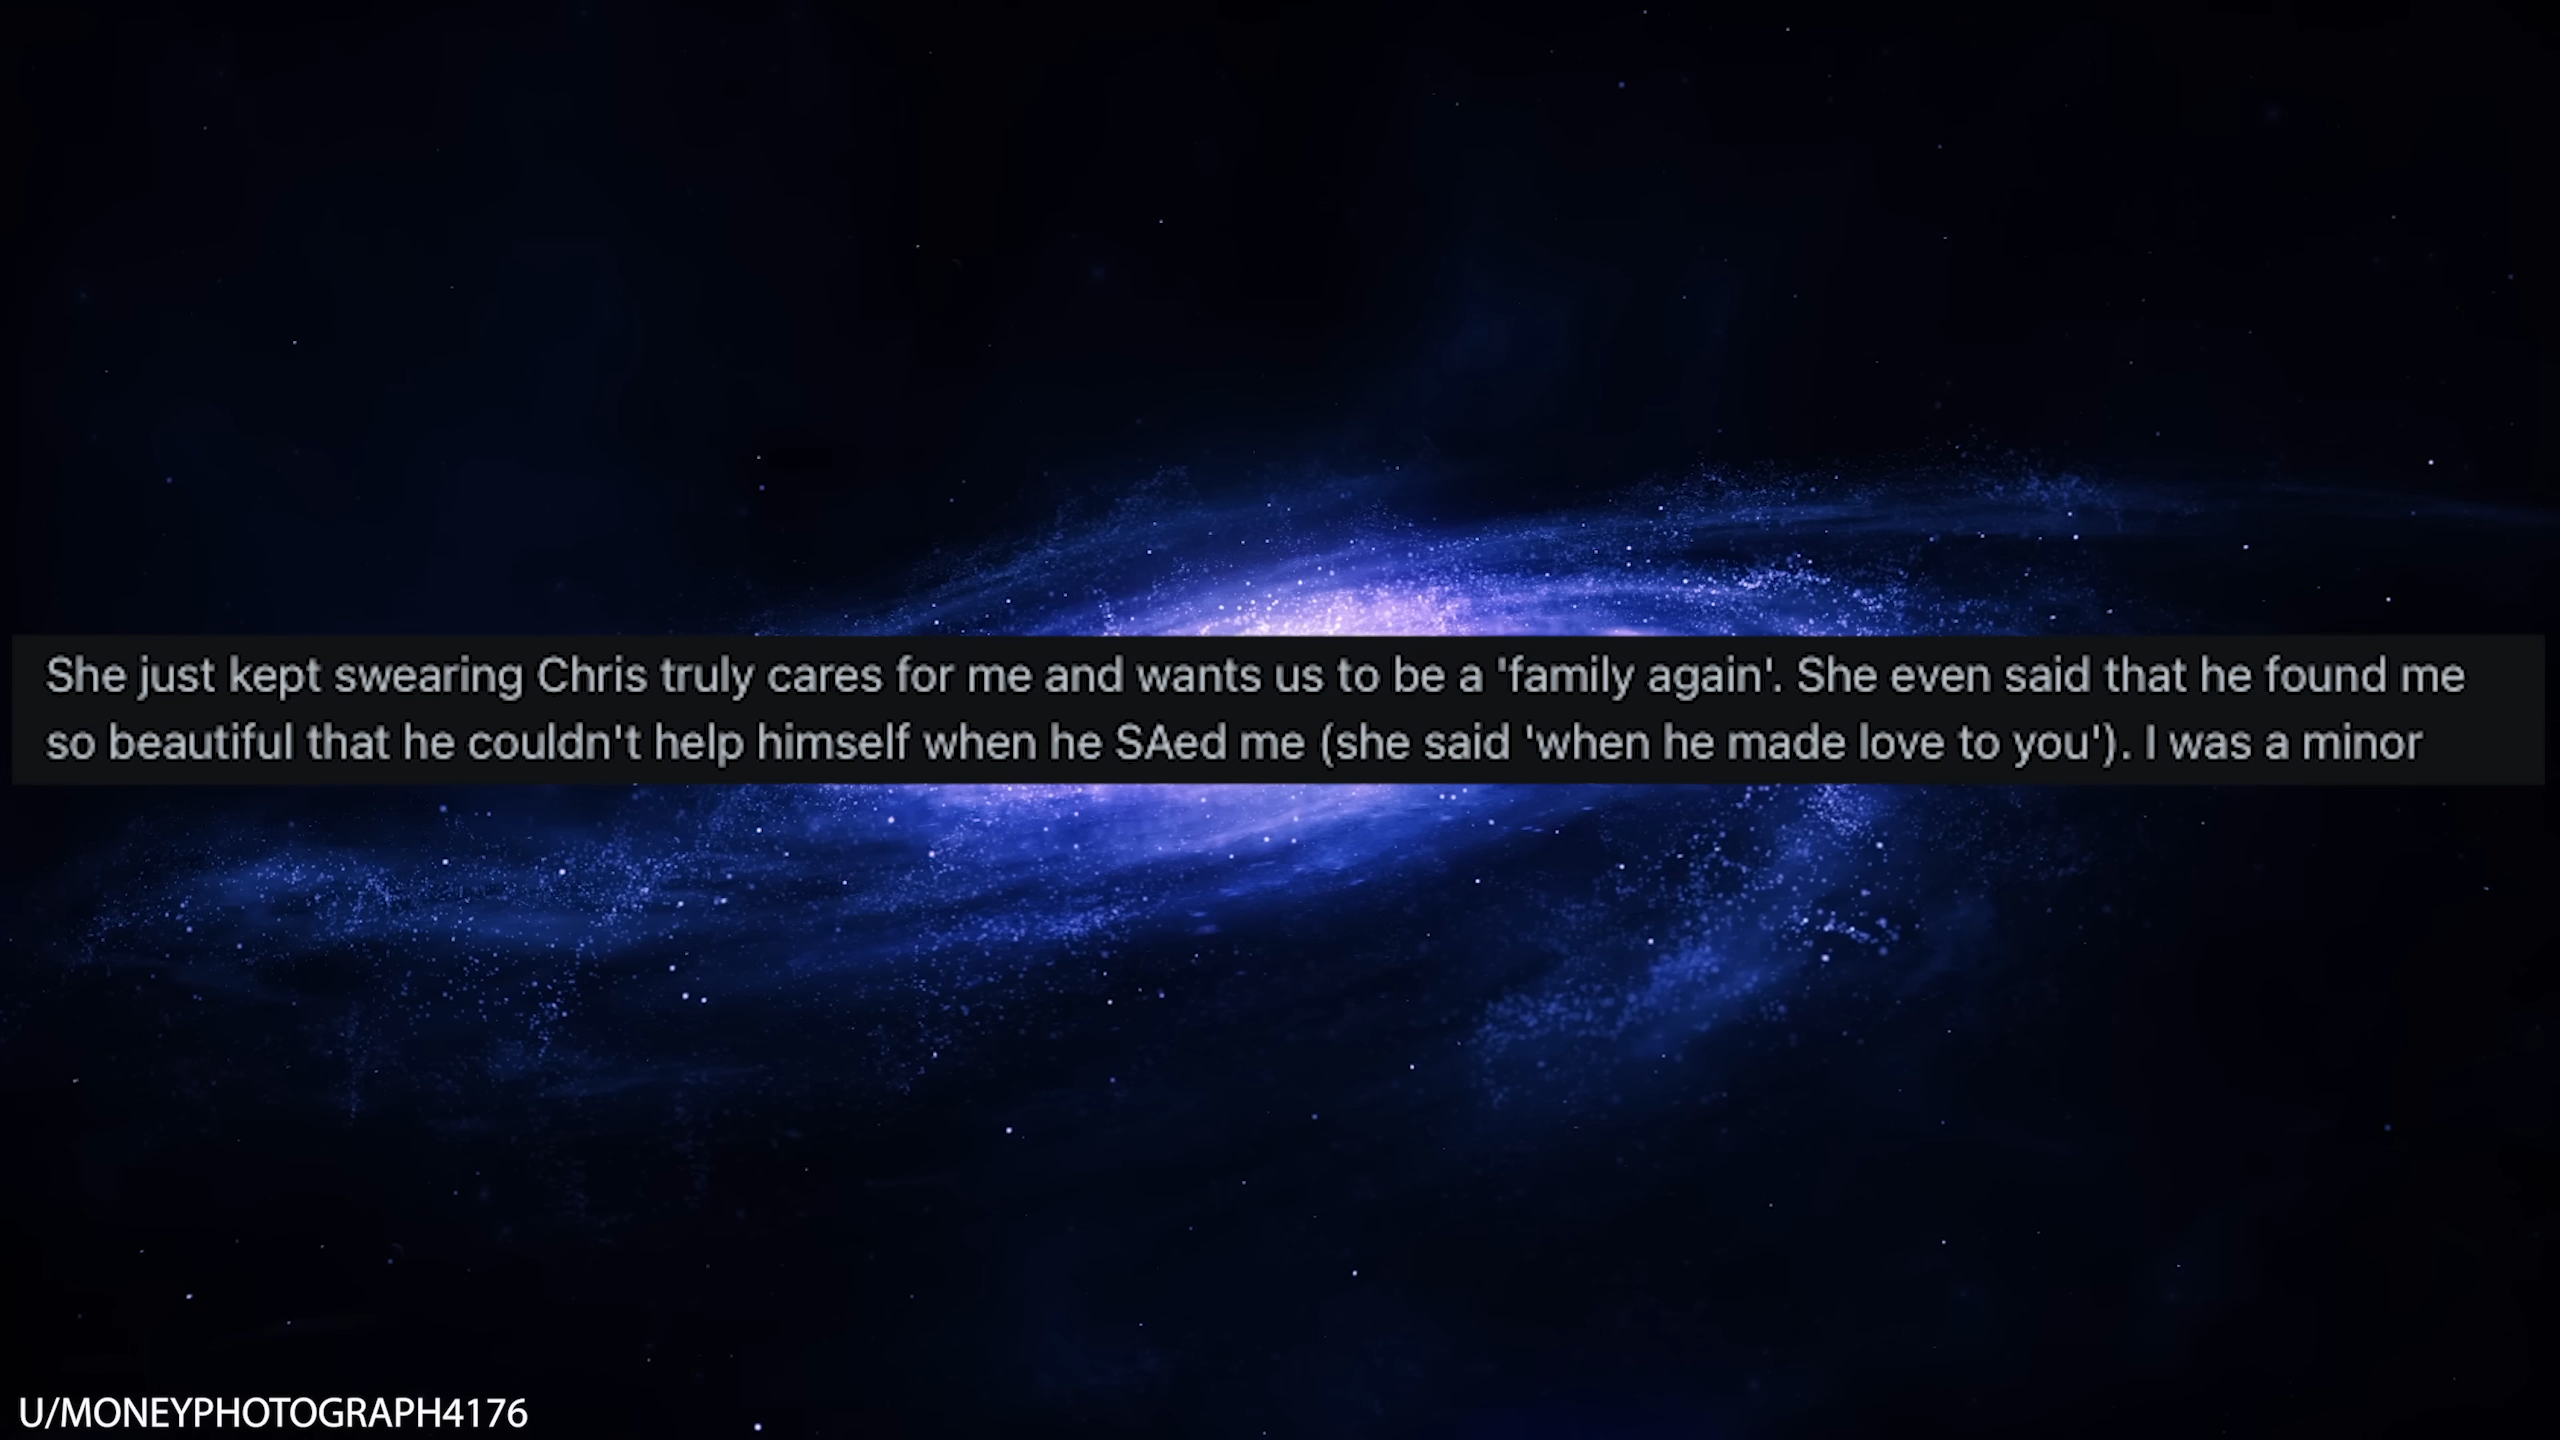 She just kept swearing Chris truly cares for me and wants us to be a 'family again'. She even said that he found me
so beautiful that he couldn't help himself when he SAed me (she said 'when he made love to you'). I was a minor
U/MONEYPHOTOGRAPH4176